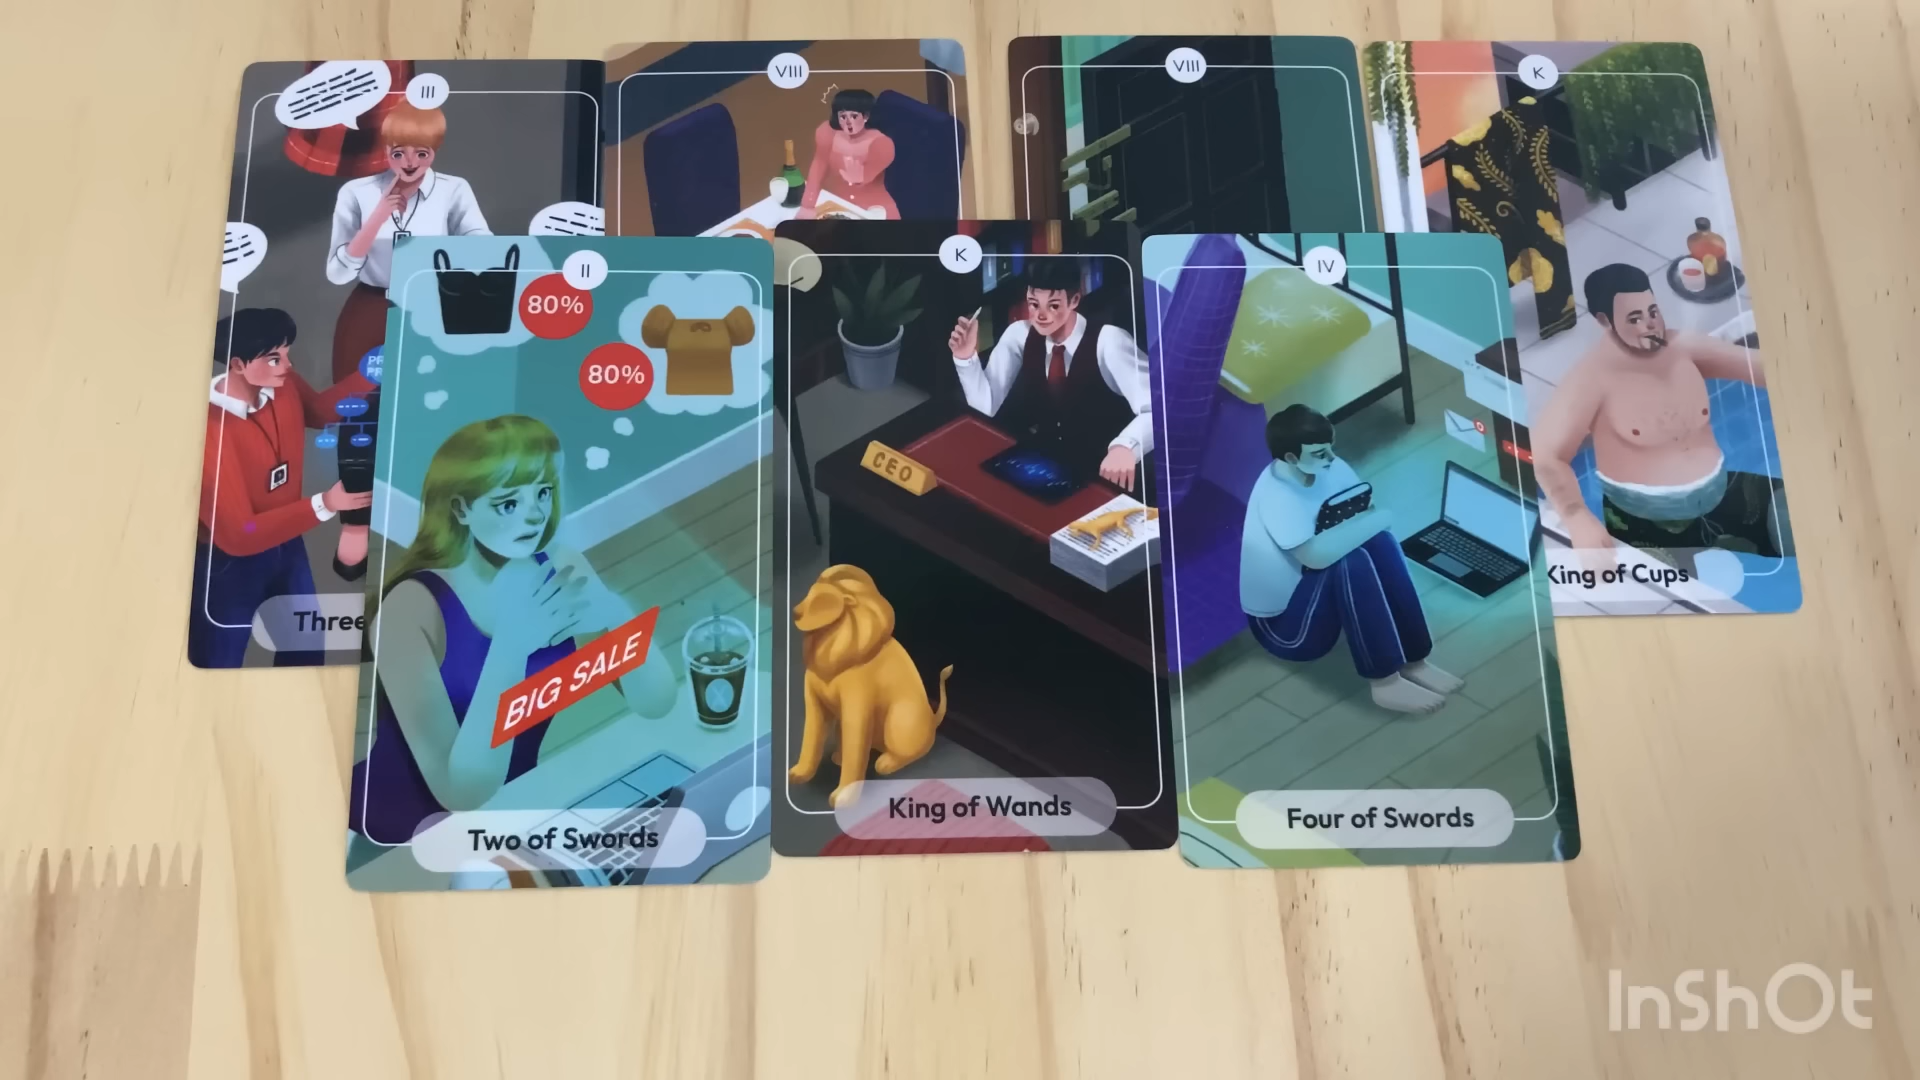 III
VIII
VIII
K
II
K
IV
80%
80%
CEO
King of Cups
Three
BIG SALE
Two of Swords
King of Wands
Four of Swords
InShOt